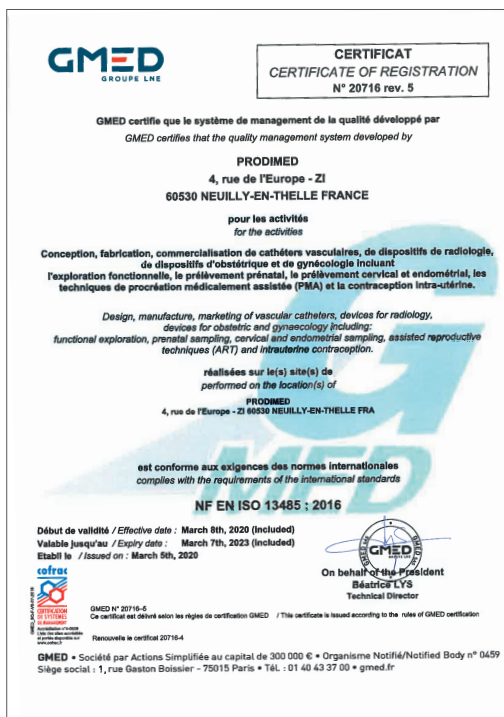 GMED
GROUPE LNE
CERTIFICAT
CERTIFICATE OF REGISTRATION
N° 20716 rev. 5
GMED certifie que le système de management de la qualité développé par
GMED certifies that the quality management system developed by
PRODIMED
4, rue de l'Europe - ZI
60530 NEUILLY-EN-THELLE FRANCE
pour les activités
for the activities
Conception, fabrication, commercialisation de cathéters vasculaires, de dispositifs de radiologie,
de dispositifs d'obstétrique et de gynécologie incluant
l'exploration fonctionnelle, le prélèvement prénatal, le prélèvement cervical et endométrial, les
techniques de procréation médicalement assistée (PMA) et la contraception intra-utérine.
Design, manufacture, marketing of vascular catheters, devices for radiology,
devices for obstetric and gynaecology including:
functional exploration, prenatal sampling, cervical and endometrial sampling, assisted reproductive
techniques (ART) and intrauterine contraception.
réalisées sur le(s) site(s) de
performed on the location(s) of
PRODIMED
4, rue de l'Europe - ZI 60530 NEUILLY-EN-THELLE FRA
est conforme aux exigences des normes internationales
complies with the requirements of the international standards
NF EN ISO 13485 : 2016
Début de validité / Effective date : March 8th, 2020 (included)
Valable jusqu'au / Expiry date : March 7th, 2023 (included)
Etabli le / Issued on : March 5th, 2020
GMED
On behalf of the President
Béatrice LYS
Technical Director
cofrac
CERTIFICATION
DE SYSTÈMES
DE MANAGEMENT
GMED N° 20716-5
Ce certificat est délivré selon les règles de certification GMED / This certificate is issued according to the rules of GMED certification
Renouvelle le certificat 20716-4
GMED • Société par Actions Simplifiée au capital de 300 000 € • Organisme Notifié/Notified Body n° 0459
Siège social : 1, rue Gaston Boissier - 75015 Paris • Tél. : 01 40 43 37 00 • gmed.fr